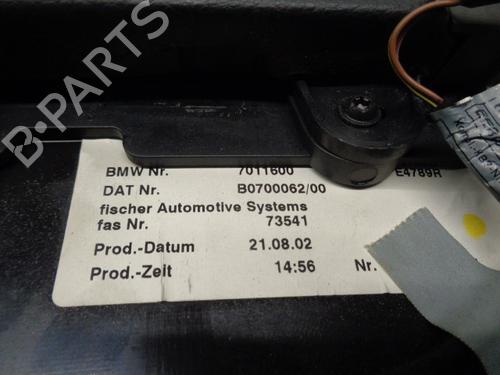 B-PARTS
BMW Nr. 7011600 E4789R
DAT Nr. B0700062/00
fischer Automotive Systems
fas Nr. 73541
Prod.-Datum 21.08.02
Prod.-Zeit 14:56 Nr.